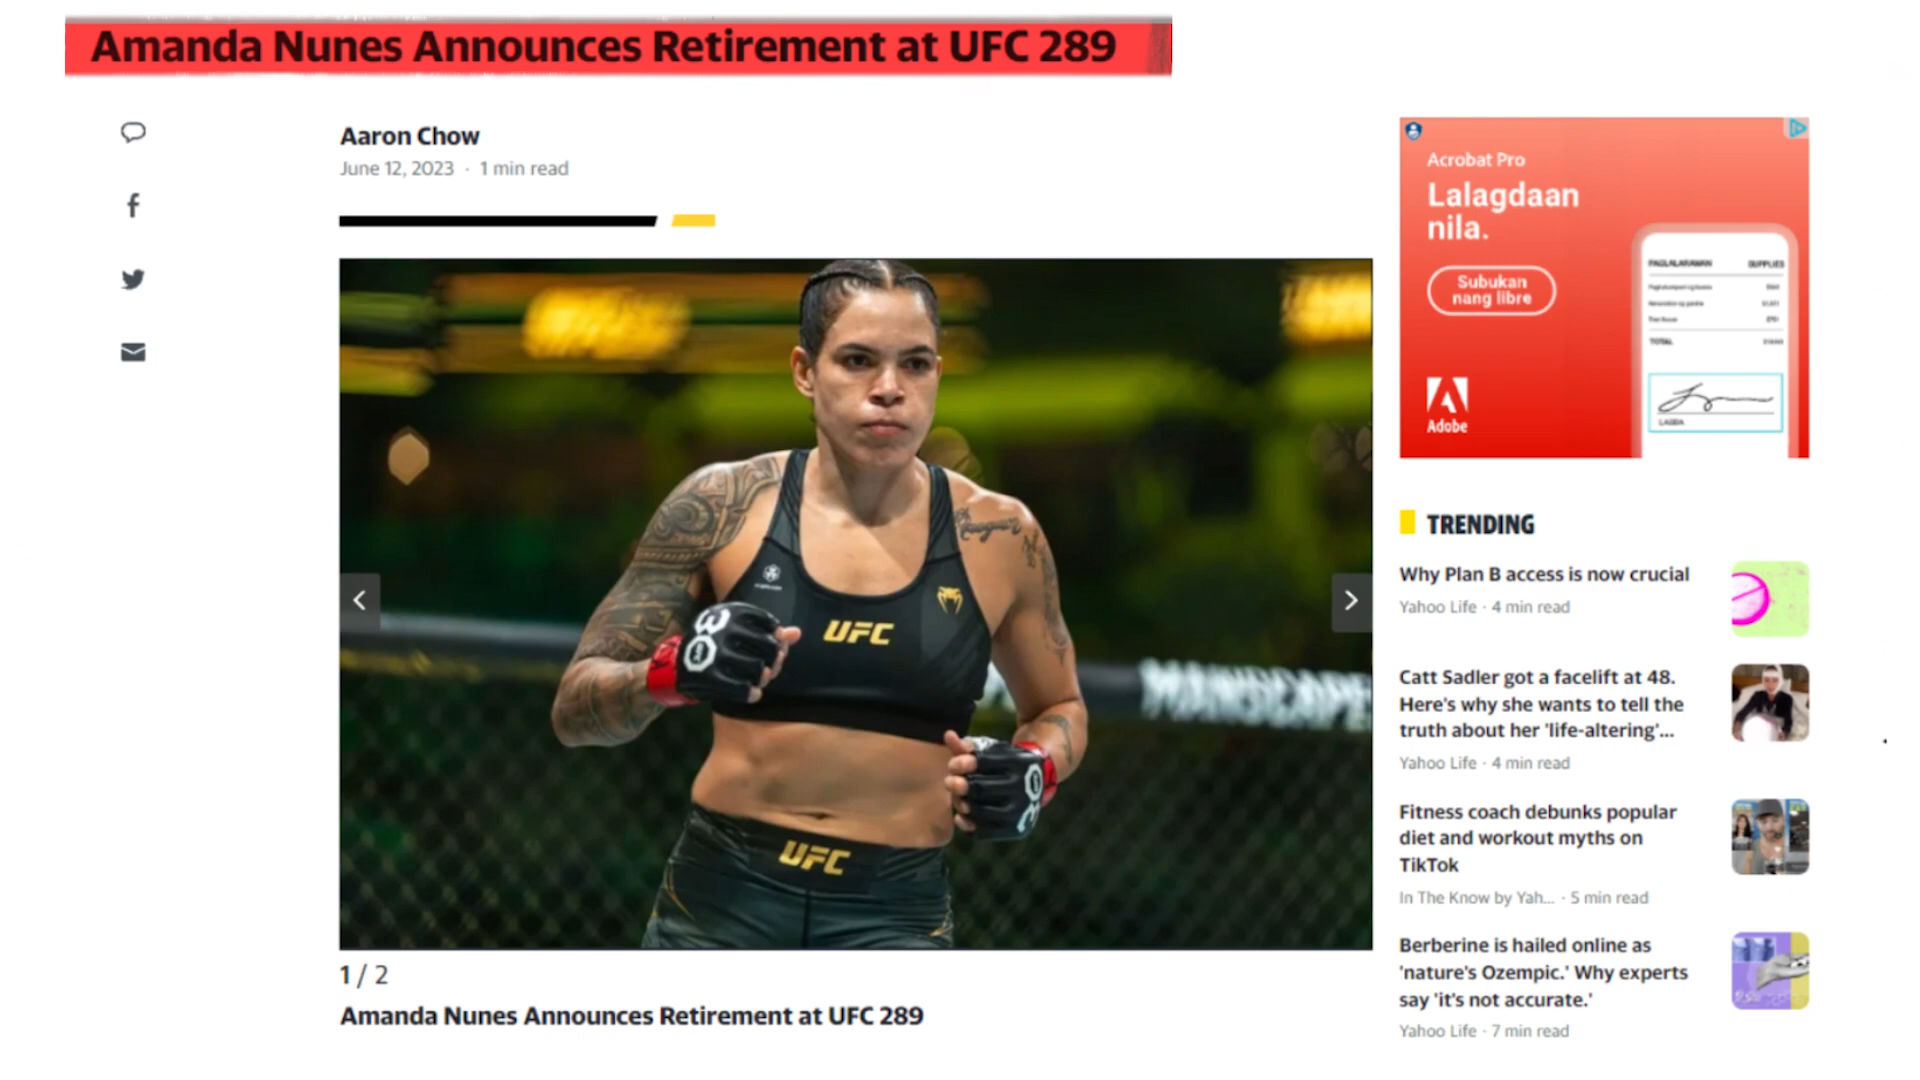 Amanda Nunes Announces Retirement at UFC 289
Aaron Chow
June 12, 2023 · 1 min read
UFC
UFC
MANSCAPE
1 / 2
Amanda Nunes Announces Retirement at UFC 289
Acrobat Pro
Lalagdaan
nila.
Subukan
nang libre
Adobe
PAGLALARAWAN SUPPLIES
TOTAL
LAGDA
TRENDING
Why Plan B access is now crucial
Yahoo Life · 4 min read
Catt Sadler got a facelift at 48.
Here's why she wants to tell the
truth about her 'life-altering'...
Yahoo Life · 4 min read
Fitness coach debunks popular
diet and workout myths on
TikTok
In The Know by Yah... · 5 min read
Berberine is hailed online as
'nature's Ozempic.' Why experts
say 'it's not accurate.'
Yahoo Life · 7 min read